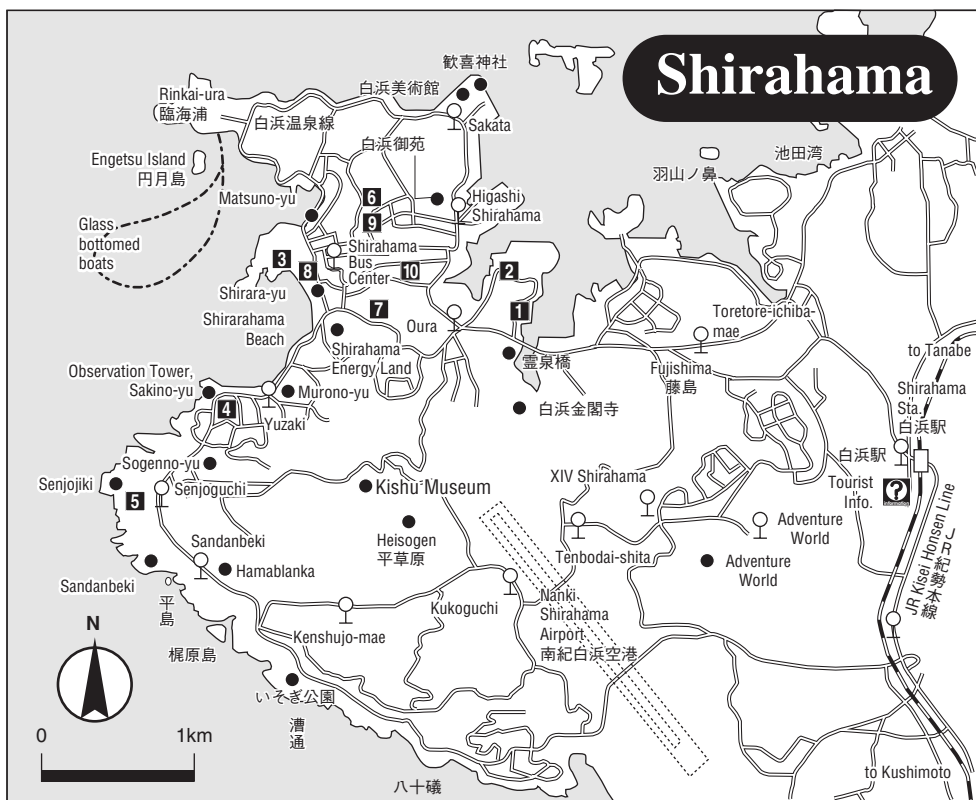 Shirahama
歓喜神社
白浜美術館
Rinkai-ura
臨海浦
白浜温泉線
Sakata
白浜御苑
池田湾
羽山ノ鼻
Engetsu Island
円月島
Matsuno-yu
6
9
Higashi
Shirahama
Glass
bottomed
boats
3
8
Shirahama
Bus
Center
10
2
Shirara-yu
7
1
Shirarahama
Beach
Oura
Toretore-ichiba-
mae
Shirahama
Energy Land
霊泉橋
Fujishima
藤島
to Tanabe
Observation Tower,
Sakino-yu
Murono-yu
4
Yuzaki
白浜金閣寺
Shirahama
Sta.
白浜駅
白浜駅
Sogenno-yu
Senjojiki
5
Senjoguchi
Kishu Museum
XIV Shirahama
Tourist
Info.
?
Heisogen
平草原
Tenbodai-shita
Adventure
World
Adventure
World
Sandanbeki
Sandanbeki
Hamablanka
平島
Kukoguchi
Nanki
Shirahama
Airport
南紀白浜空港
JR Kisei Honsen Line
JR紀勢本線
Kenshujo-mae
梶原島
N
いそぎ公園
漕通
0 1km
八十礒
to Kushimoto